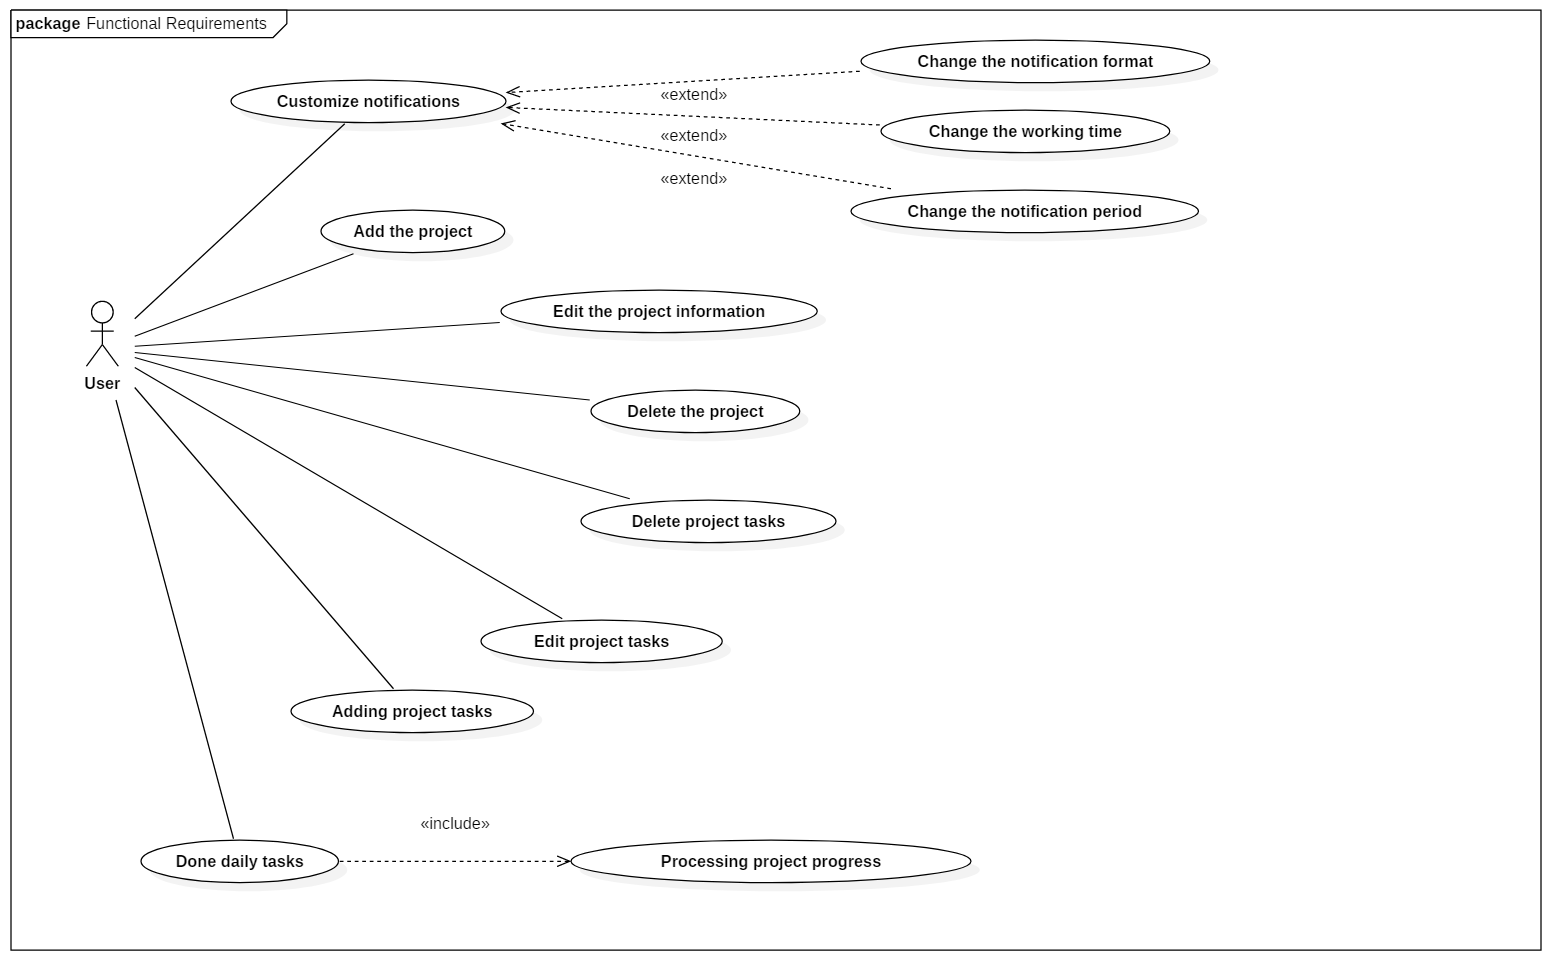 package Functional Requirements
Change the notification format
Customize notifications
«extend»
Change the working time
«extend»
«extend»
Change the notification period
Add the project
Edit the project information
User
Delete the project
Delete project tasks
Edit project tasks
Adding project tasks
«include»
Done daily tasks
Processing project progress